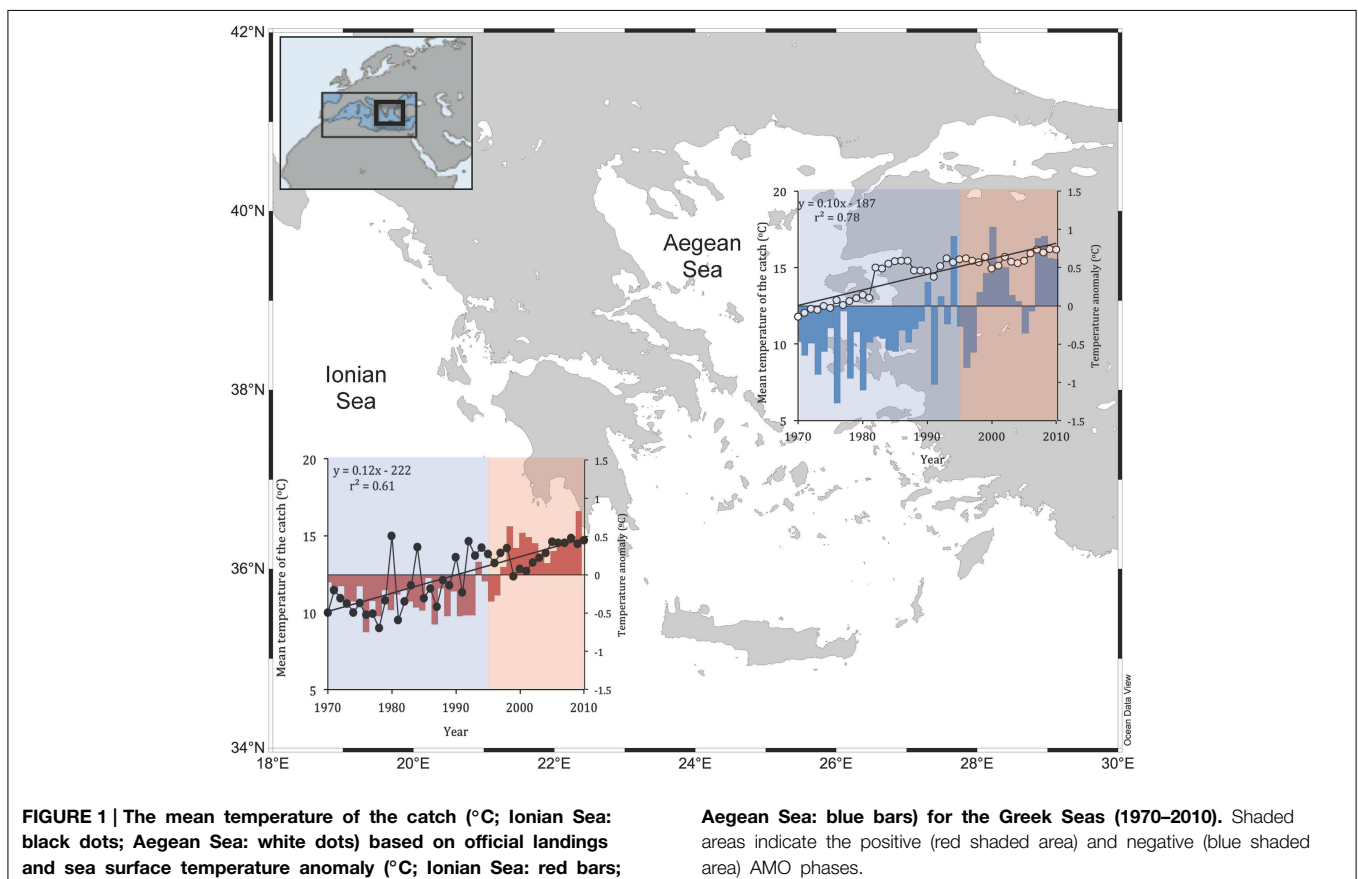 42°N
40°N
38°N
36°N
34°N
18°E
20°E
22°E
24°E
26°E
28°E
30°E
Ocean Data View
Aegean
Sea
Ionian
Sea
y = 0.10x - 187
r² = 0.78
Mean temperature of the catch (°C)
20
15
10
5
Temperature anomaly (°C)
1.5
1
0.5
0
-0.5
-1
-1.5
1970
1980
1990
2000
2010
Year
y = 0.12x - 222
r² = 0.61
Mean temperature of the catch (°C)
20
15
10
5
Temperature anomaly (°C)
1.5
1
0.5
0
-0.5
-1
-1.5
1970
1980
1990
2000
2010
Year
FIGURE 1 | The mean temperature of the catch (°C; Ionian Sea:
black dots; Aegean Sea: white dots) based on official landings
and sea surface temperature anomaly (°C; Ionian Sea: red bars;
Aegean Sea: blue bars) for the Greek Seas (1970–2010). Shaded
areas indicate the positive (red shaded area) and negative (blue shaded
area) AMO phases.